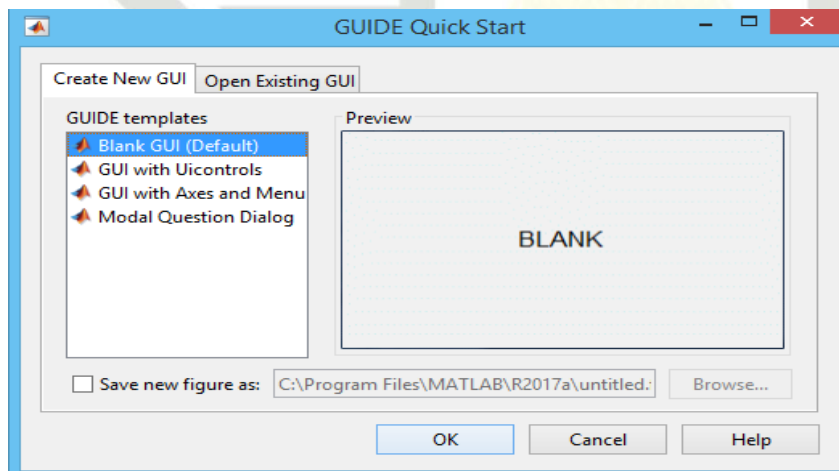 GUIDE Quick Start
Create New GUI
Open Existing GUI
GUIDE templates
Blank GUI (Default)
GUI with Uicontrols
GUI with Axes and Menu
Modal Question Dialog
Preview
BLANK
Save new figure as:
C:\Program Files\MATLAB\R2017a\untitled.
Browse...
OK
Cancel
Help